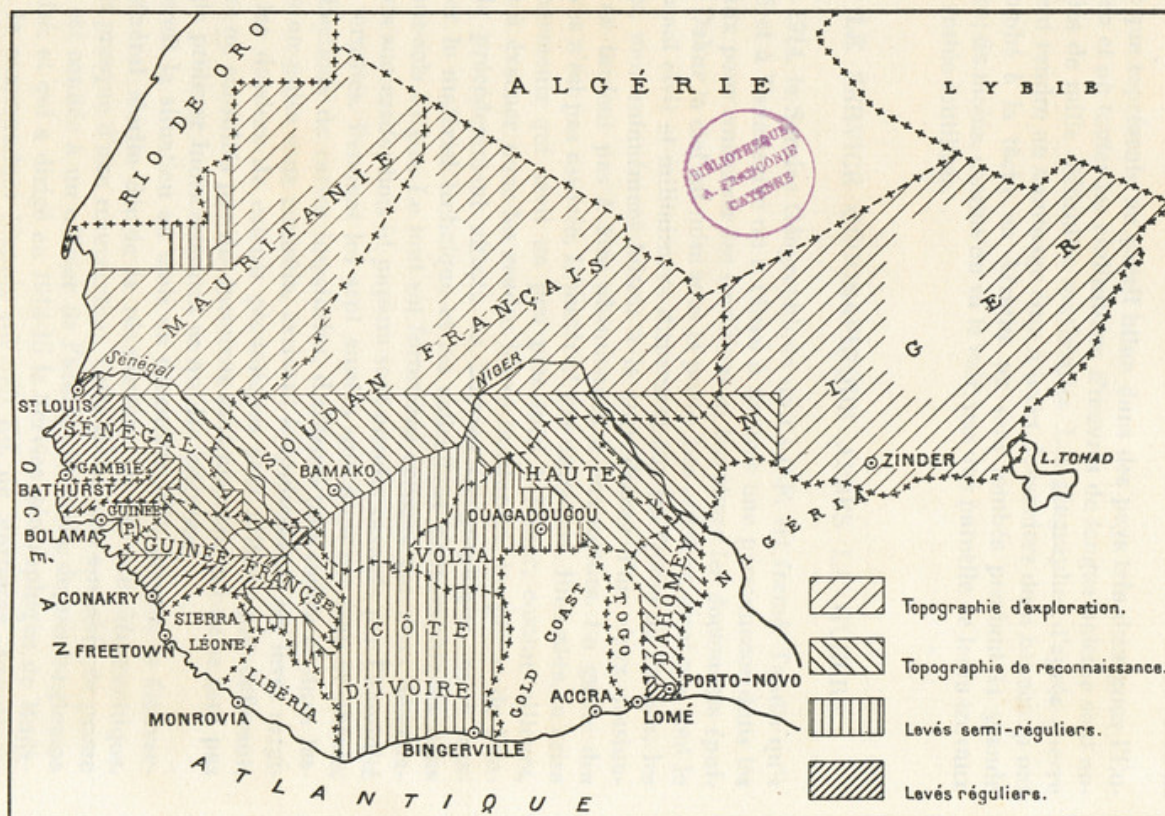 RIO DE ORO
ALGÉRIE
LYBIE
BIBLIOTHEQUE
A. FRANCONIE
CAYENNE
MAURITANIE
SOUDAN FRANÇAIS
NIGER
Sénégal
NIGER
ST LOUIS
SÉNÉGAL
GAMBIE
BATHURST
GUINÉE
(P)
BOLAMA
BAMAKO
HAUTE
VOLTA
OUAGADOUGOU
ZINDER
L. TCHAD
NIGÉRIA
GUINÉE FRANÇSE
CONAKRY
SIERRA
LÉONE
FREETOWN
LIBÉRIA
MONROVIA
CÔTE
D'IVOIRE
BINGERVILLE
GOLD COAST
TOGO
DAHOMEY
ACCRA
LOMÉ
PORTO-NOVO
OCÉAN
ATLANTIQUE
Topographie d'exploration.
Topographie de reconnaissance.
Levés semi-réguliers.
Levés réguliers.